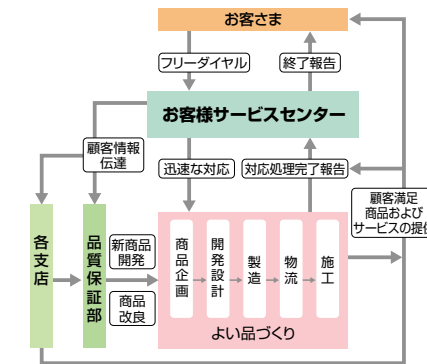 お客さま
フリーダイヤル
終了報告
お客様サービスセンター
顧客情報
伝達
迅速な対応
対応処理完了報告
顧客満足
商品および
サービスの提供
各支店
品質保証部
新商品
開発
商品
改良
商品企画
開発設計
製造
物流
施工
よい品づくり